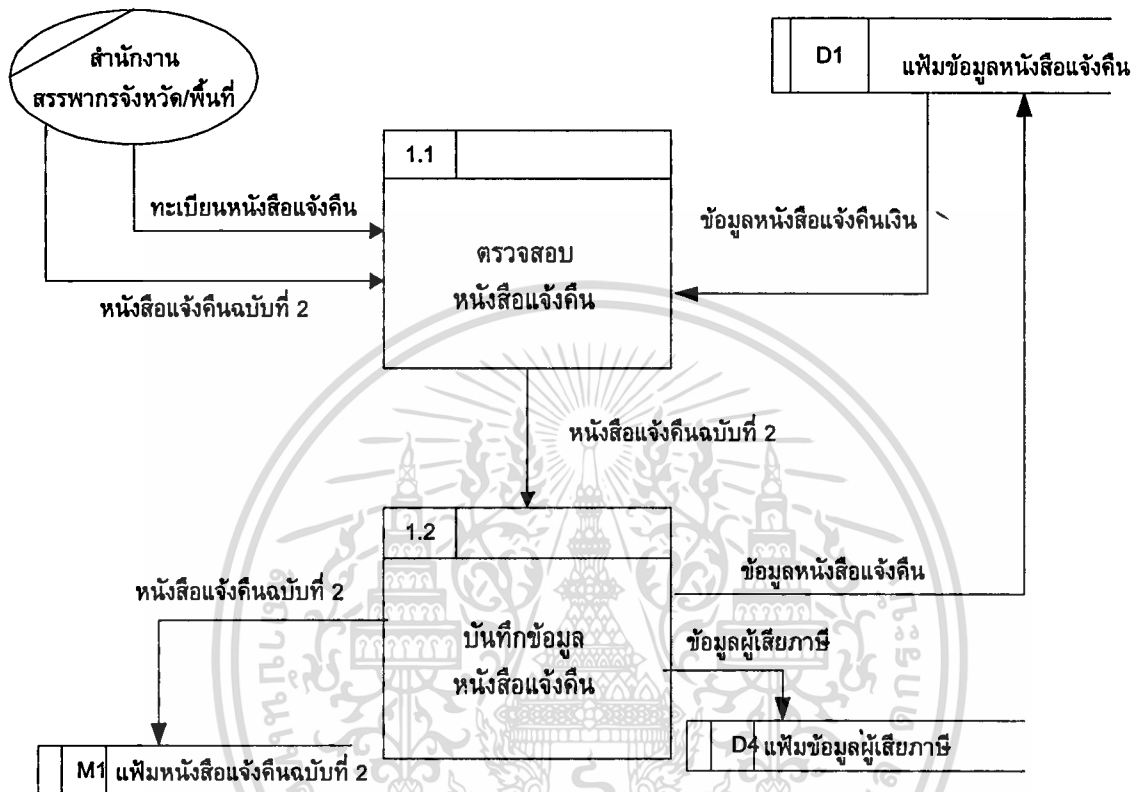 สำนักงาน
สรรพากรจังหวัด/พื้นที่
D1
แฟ้มข้อมูลหนังสือแจ้งคืน
1.1
ทะเบียนหนังสือแจ้งคืน
ข้อมูลหนังสือแจ้งคืนเงิน
ตรวจสอบ
หนังสือแจ้งคืน
หนังสือแจ้งคืนฉบับที่ 2
หนังสือแจ้งคืนฉบับที่ 2
1.2
ข้อมูลหนังสือแจ้งคืน
หนังสือแจ้งคืนฉบับที่ 2
บันทึกข้อมูล
หนังสือแจ้งคืน
ข้อมูลผู้เสียภาษี
D4 แฟ้มข้อมูลผู้เสียภาษี
M1 แฟ้มหนังสือแจ้งคืนฉบับที่ 2